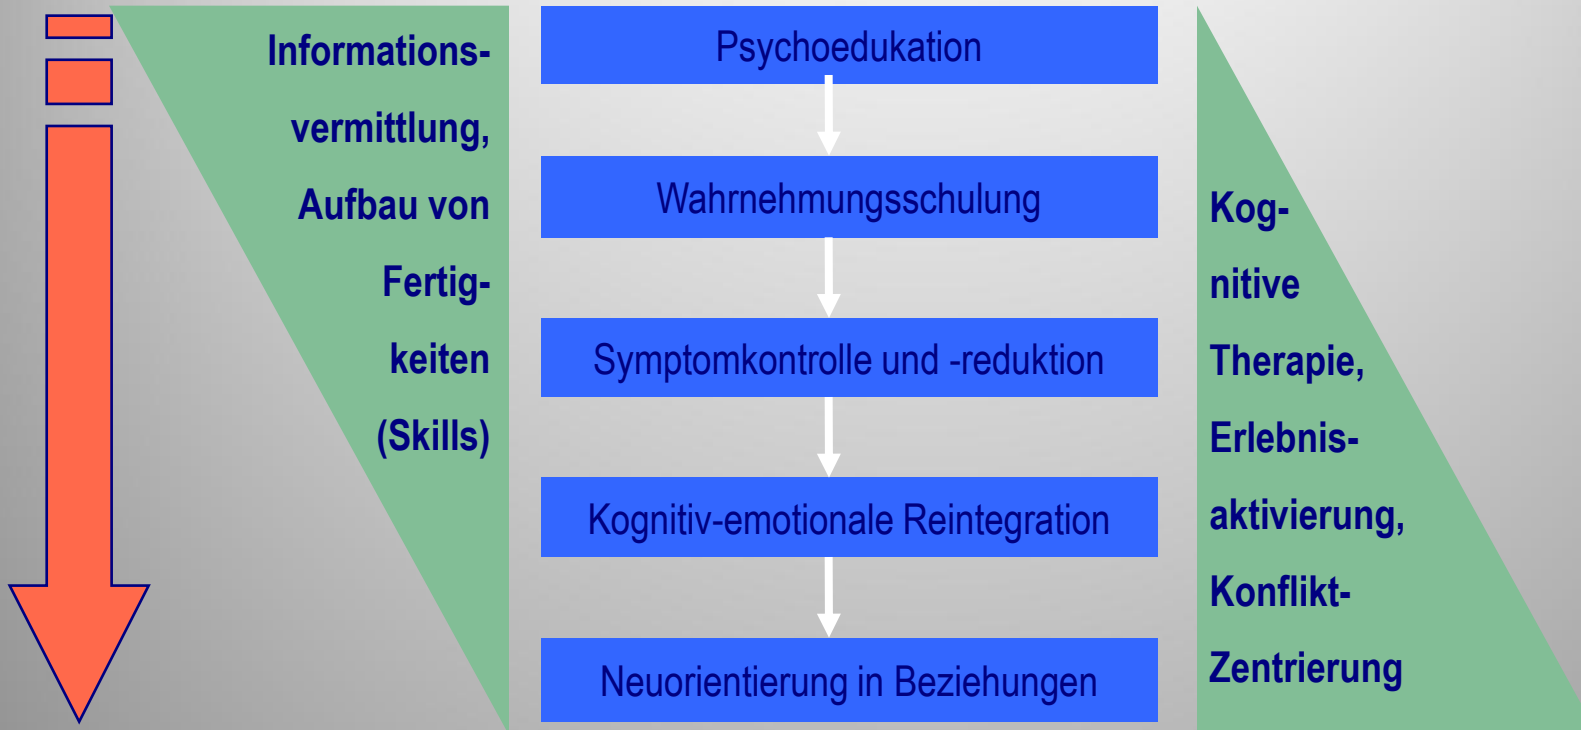 Informations-
vermittlung,
Aufbau von
Fertig-
keiten
(Skills)
Psychoedukation
Wahrnehmungsschulung
Symptomkontrolle und -reduktion
Kognitiv-emotionale Reintegration
Neuorientierung in Beziehungen
Kog-
nitive
Therapie,
Erlebnis-
aktivierung,
Konflikt-
Zentrierung